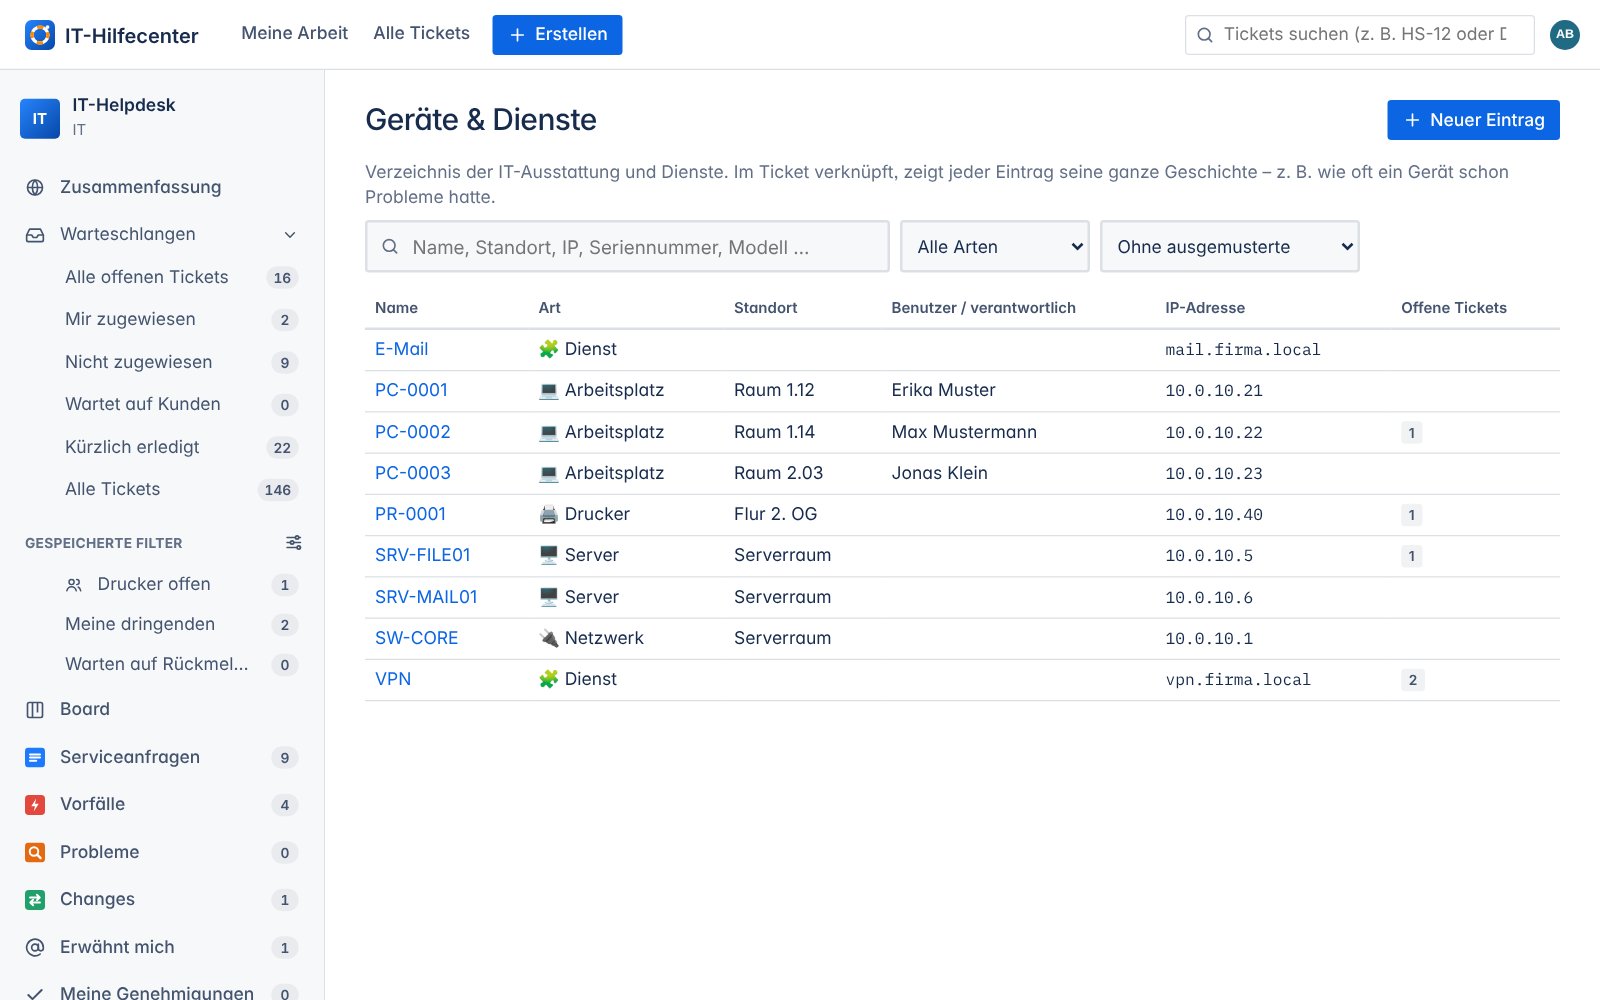 IT-Hilfecenter
Meine Arbeit
Alle Tickets
Erstellen
Tickets suchen (z. B. HS-12 oder
AB
IT
IT-Helpdesk
IT
Zusammenfassung
Warteschlangen
Alle offenen Tickets 16
Mir zugewiesen 2
Nicht zugewiesen 9
Wartet auf Kunden 0
Kürzlich erledigt 22
Alle Tickets 146
GESPEICHERTE FILTER
Drucker offen 1
Meine dringenden 2
Warten auf Rückmel... 0
Board
Serviceanfragen 9
Vorfälle 4
Probleme 0
Changes 1
Erwähnt mich 1
Meine Genehmigungen 0
Geräte & Dienste
Neuer Eintrag
Verzeichnis der IT-Ausstattung und Dienste. Im Ticket verknüpft, zeigt jeder Eintrag seine ganze Geschichte – z. B. wie oft ein Gerät schon
Probleme hatte.
Name, Standort, IP, Seriennummer, Modell ...
Alle Arten
Ohne ausgemusterte
Name Art Standort Benutzer / verantwortlich IP-Adresse Offene Tickets
E-Mail Dienst mail.firma.local
PC-0001 Arbeitsplatz Raum 1.12 Erika Muster 10.0.10.21
PC-0002 Arbeitsplatz Raum 1.14 Max Mustermann 10.0.10.22 1
PC-0003 Arbeitsplatz Raum 2.03 Jonas Klein 10.0.10.23
PR-0001 Drucker Flur 2. OG 10.0.10.40 1
SRV-FILE01 Server Serverraum 10.0.10.5 1
SRV-MAIL01 Server Serverraum 10.0.10.6
SW-CORE Netzwerk Serverraum 10.0.10.1
VPN Dienst vpn.firma.local 2